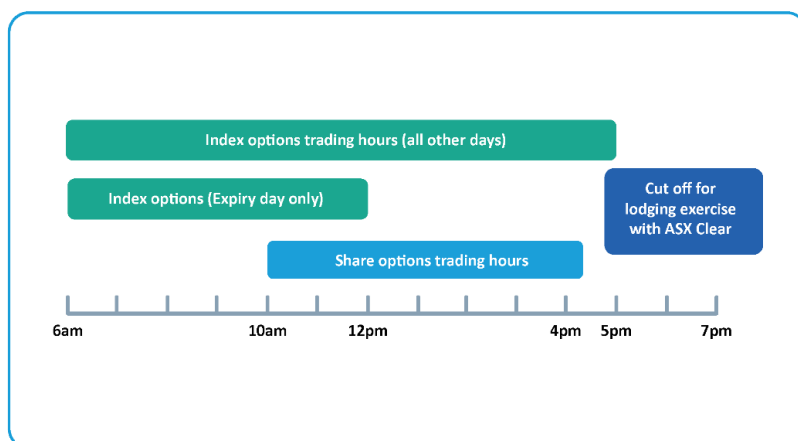 Index options trading hours (all other days)
Index options (Expiry day only)
Cut off for
lodging exercise
with ASX Clear
Share options trading hours
6am 10am 12pm 4pm 5pm 7pm